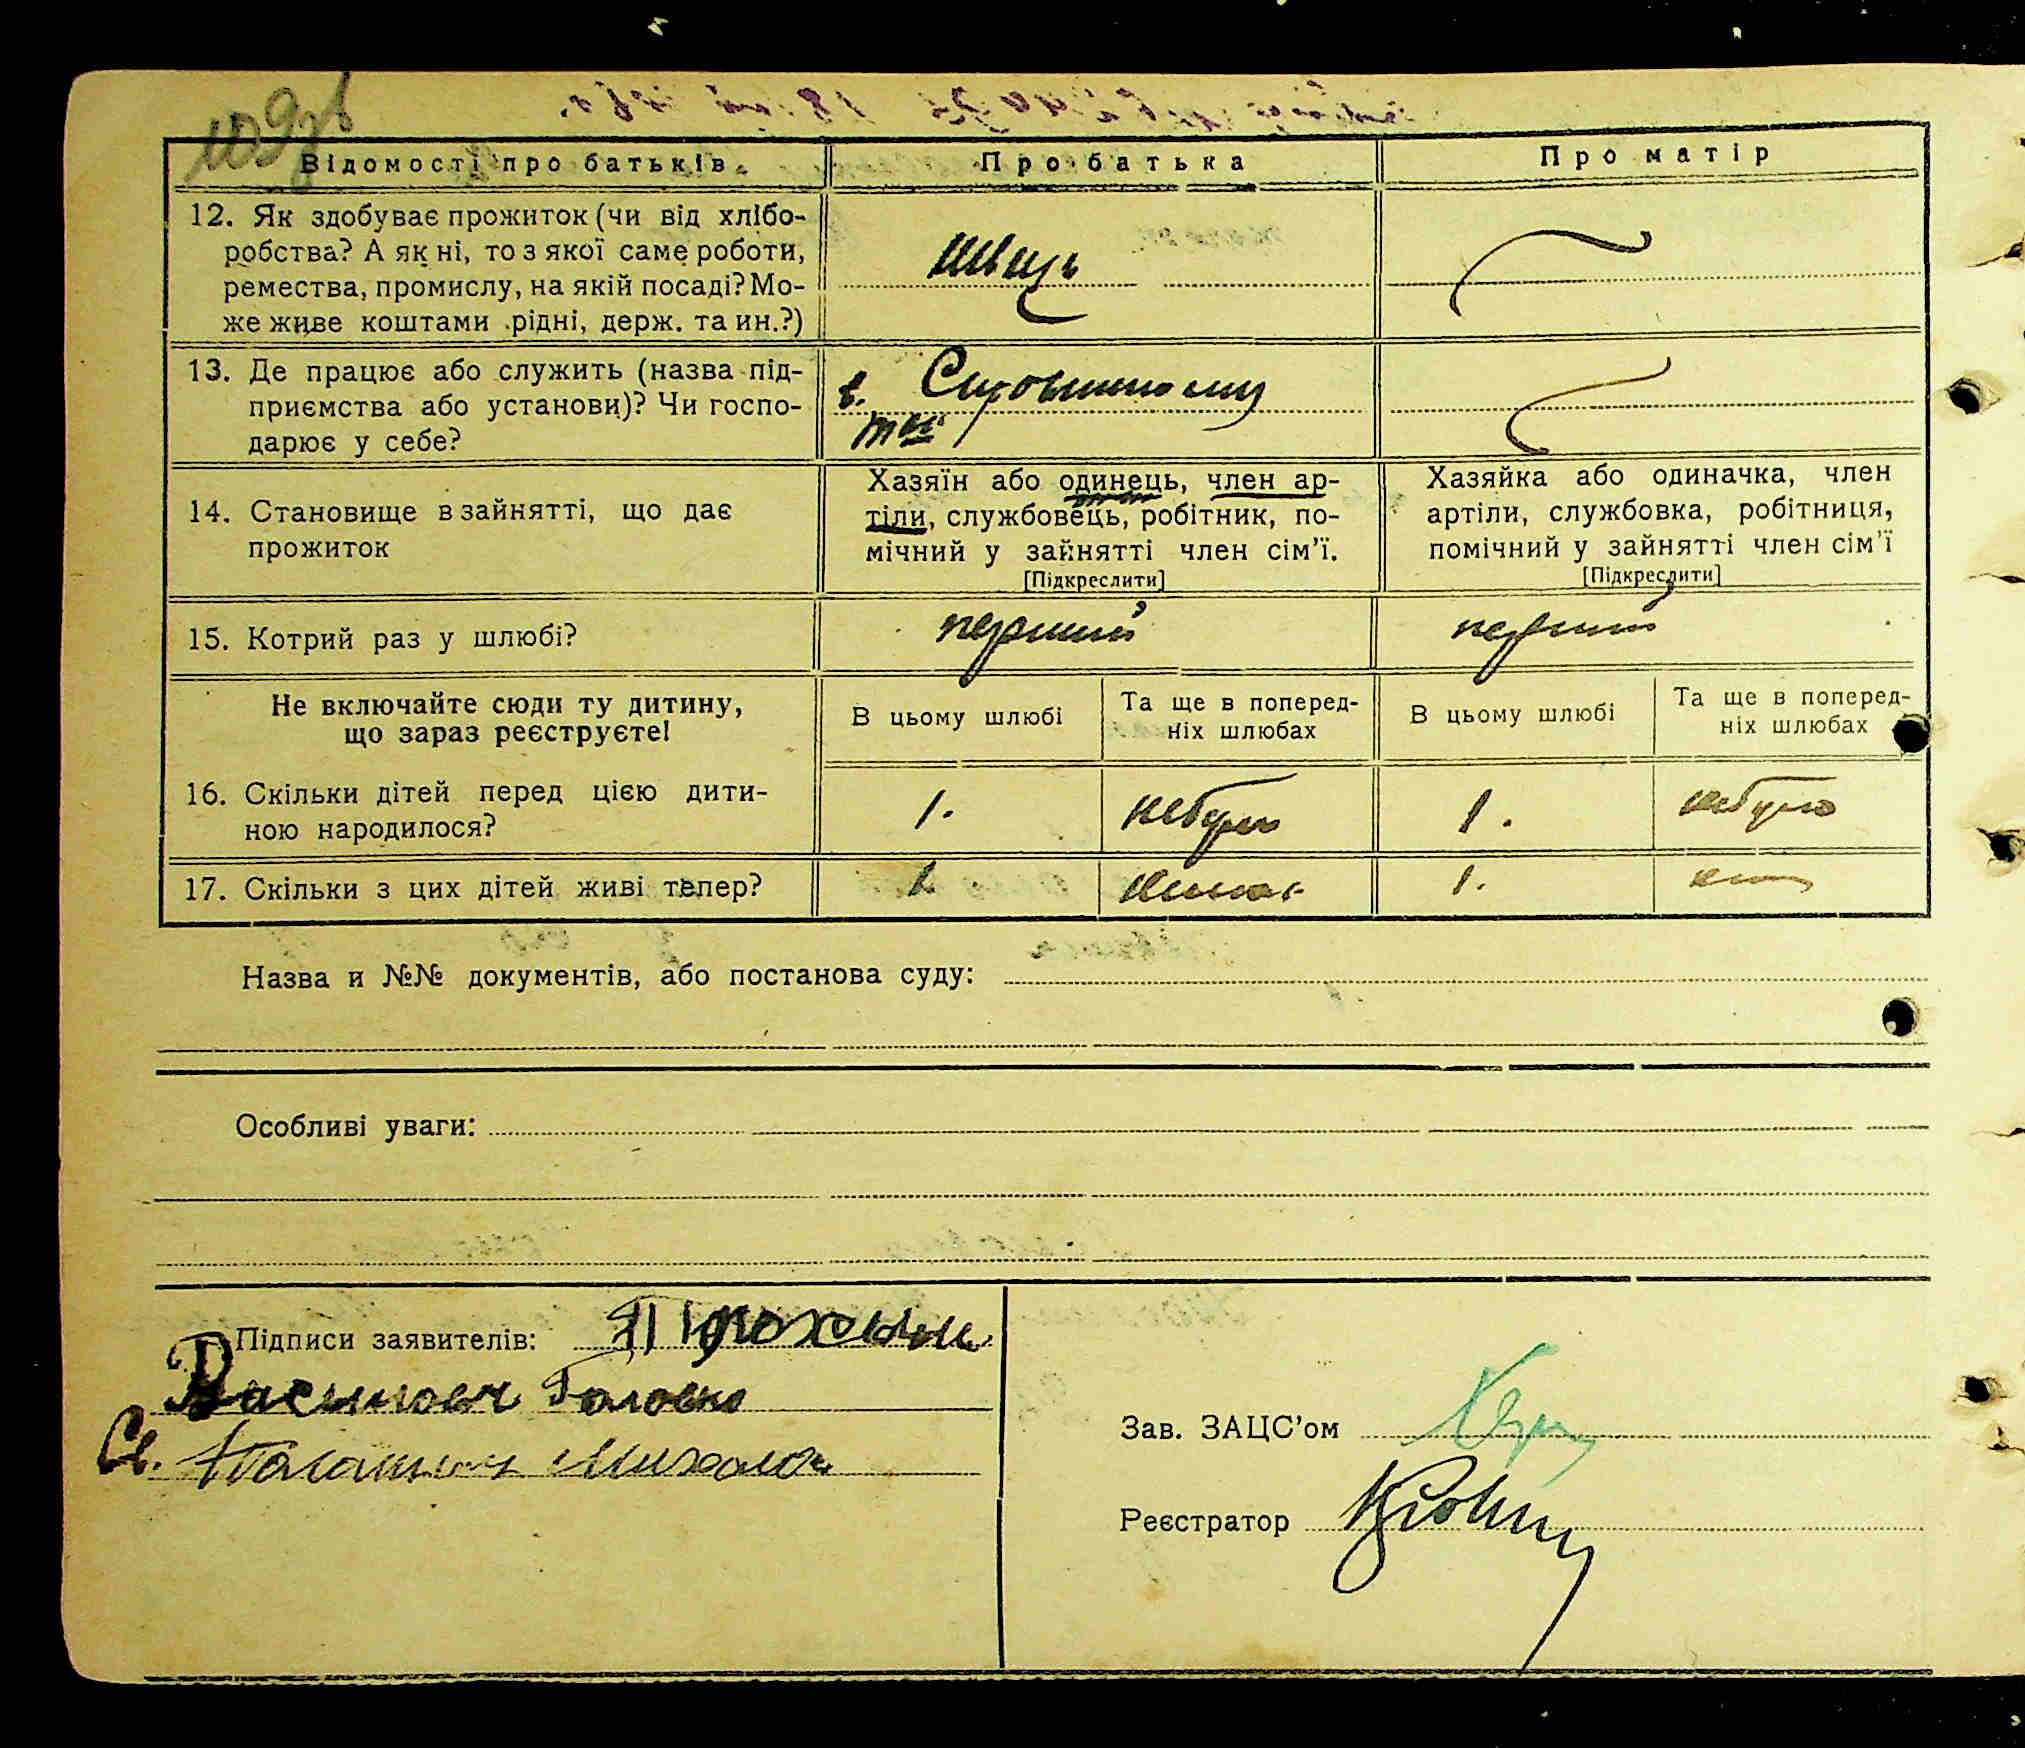 Відомості про батьків. Про батька Про матір
12. Як здобуває прожиток (чи від хлібо-
робства? А як ні, то з якої саме роботи,
ремества, промислу, на якій посаді? Мо-
же живе коштами рідні, держ. та ин.?)
швець
13. Де працює або служить (назва під-
приємства або установи)? Чи госпо-
дарює у себе?
в.
14. Становище в зайнятті, що дає
прожиток
Хазяїн або одинець, член ар-
тіли, службовець, робітник, по-
мічний у зайнятті член сім'ї.
[Підкреслити]
Хазяйка або одиначка, член
артіли, службовка, робітниця,
помічний у зайнятті член сім'ї
[Підкреслити]
15. Котрий раз у шлюбі? перший перший
Не включайте сюди ту дитину,
що зараз реєструєте!
В цьому шлюбі
Та ще в поперед-
ніх шлюбах
В цьому шлюбі
Та ще в поперед-
ніх шлюбах
16. Скільки дітей перед цією дити-
ною народилося?
1. небуло 1. небуло
17. Скільки з цих дітей живі тепер? 1. 1.
Назва и №№ документів, або постанова суду:
Особливі уваги:
Підписи заявителів:
Головко
Св.
Зав. ЗАЦС'ом
Реєстратор